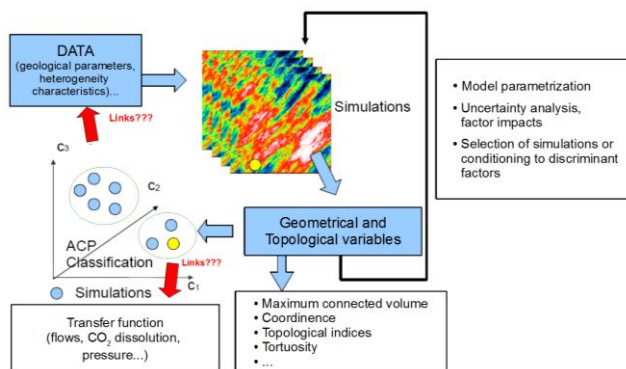 DATA
(geological parameters,
heterogeneity
characteristics)...
Links???
Simulations
• Model parametrization
• Uncertainty analysis,
factor impacts
• Selection of simulations or
conditioning to discriminant
factors
C3
C2
C1
ACP
Classification
Links???
Simulations
Geometrical and
Topological variables
Transfer function
(flows, CO2 dissolution,
pressure...)
• Maximum connected volume
• Coordinence
• Topological indices
• Tortuosity
• ...